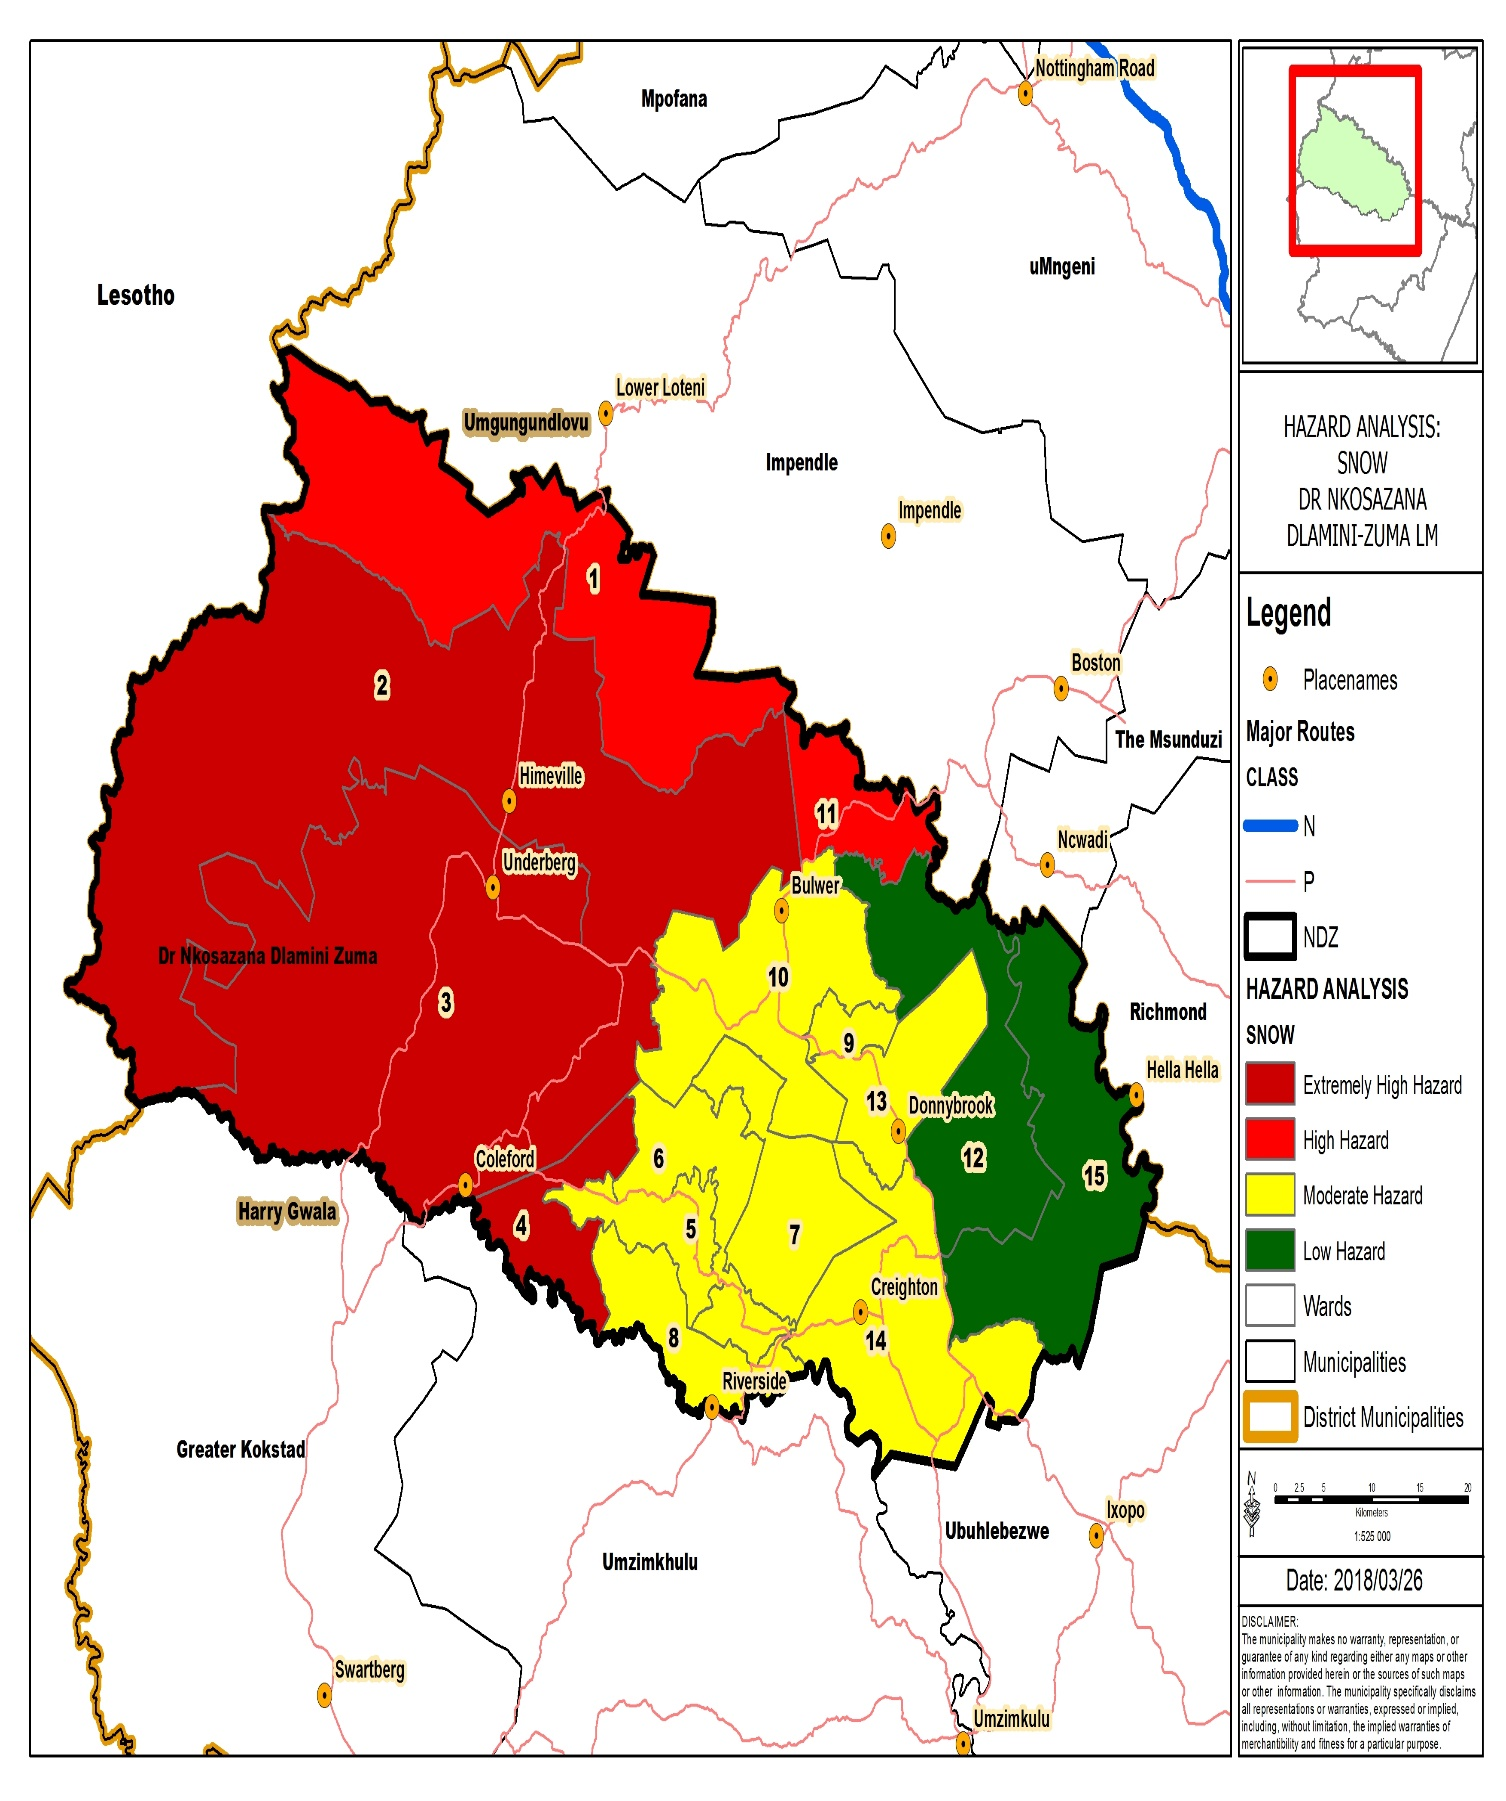 Nottingham Road
Mpofana
uMngeni
Lesotho
Lower Loteni
Umgungundlovu
Impendle
Impendle
1
Boston
2
The Msunduzi
Himeville
11
Ncwadi
Underberg
Bulwer
Dr Nkosazana Dlamini Zuma
10
3
Richmond
9
Hella Hella
13
Donnybrook
Coleford
6
12
15
Harry Gwala
4
5
7
Creighton
8
14
Riverside
Greater Kokstad
Ixopo
Ubuhlebezwe
Umzimkhulu
Swartberg
Umzimkulu
HAZARD ANALYSIS:
SNOW
DR NKOSAZANA
DLAMINI-ZUMA LM
Legend
Placenames
Major Routes
CLASS
N
P
NDZ
HAZARD ANALYSIS
SNOW
Extremely High Hazard
High Hazard
Moderate Hazard
Low Hazard
Wards
Municipalities
District Municipalities
N
0 2.5 5 10 15 20
Kilometers
1:525 000
Date: 2018/03/26
DISCLAIMER:
The municipality makes no warranty, representation, or
guarantee of any kind regarding either any maps or other
information provided herein or the sources of such maps
or other information. The municipality specifically disclaims
all representations or warranties, expressed or implied,
including, without limitation, the implied warranties of
merchantibility and fitness for a particular purpose.